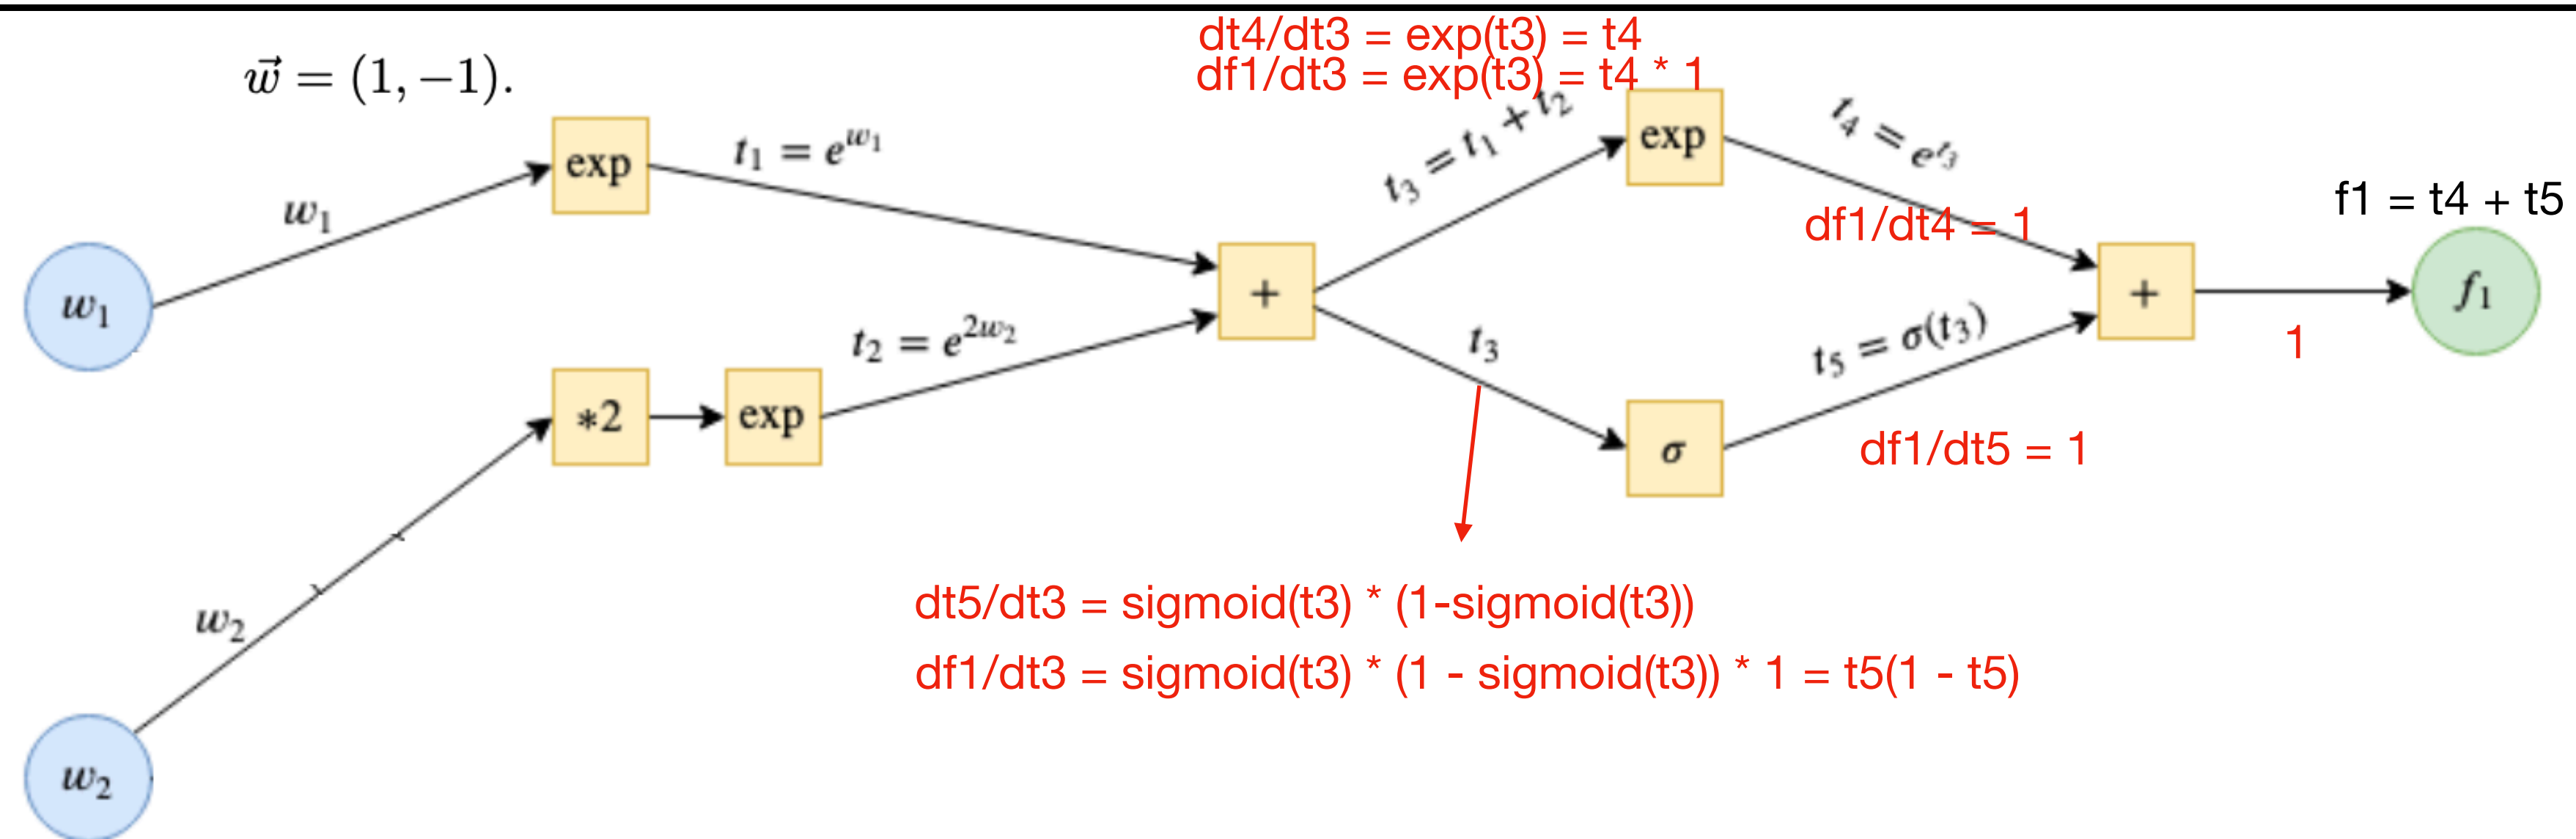 dt4/dt3 = exp(t3) = t4
df1/dt3 = exp(t3) = t4 * 1
w⃗ = (1, −1).
exp
t₁ = e^{w₁}
t₃ = t₁ + t₂
exp
t₄ = e^{t₃}
w₁
f1 = t4 + t5
df1/dt4 = 1
w₁
+
+
f₁
t₂ = e^{2w₂}
t₃
t₅ = σ(t₃)
1
∗2
exp
σ
df1/dt5 = 1
dt5/dt3 = sigmoid(t3) * (1-sigmoid(t3))
w₂
df1/dt3 = sigmoid(t3) * (1 - sigmoid(t3)) * 1 = t5(1 - t5)
w₂